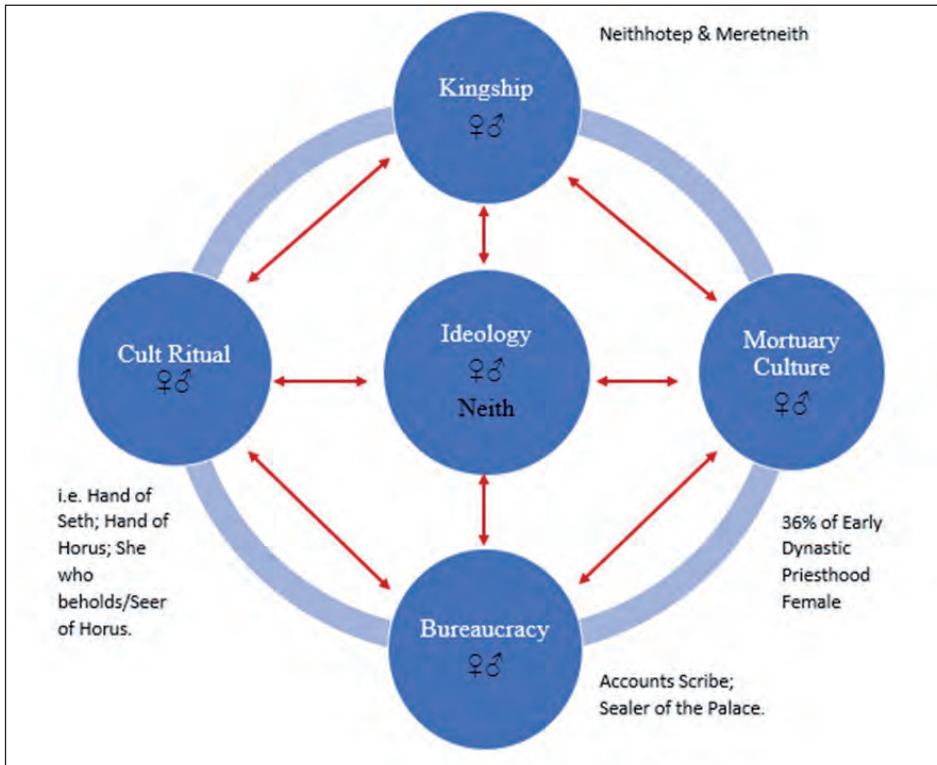 Neithhotep & Meretneith
Kingship
♀♂
Cult Ritual
♀♂
Ideology
♀♂
Neith
Mortuary
Culture
♀♂
i.e. Hand of
Seth; Hand of
Horus; She
who
beholds/Seer
of Horus.
36% of Early
Dynastic
Priesthood
Female
Bureaucracy
♀♂
Accounts Scribe;
Sealer of the Palace.